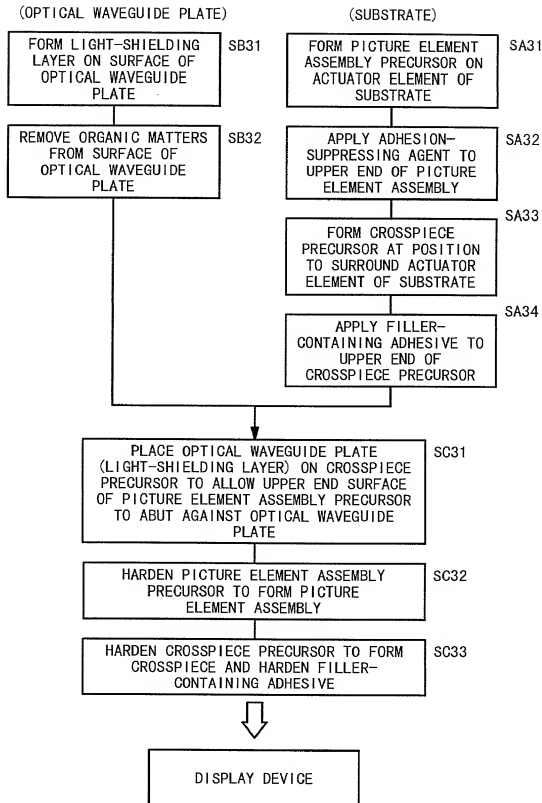 (OPTICAL WAVEGUIDE PLATE)
FORM LIGHT-SHIELDING
LAYER ON SURFACE OF
OPTICAL WAVEGUIDE
PLATE
SB31
REMOVE ORGANIC MATTERS
FROM SURFACE OF
OPTICAL WAVEGUIDE
PLATE
SB32
(SUBSTRATE)
FORM PICTURE ELEMENT
ASSEMBLY PRECURSOR ON
ACTUATOR ELEMENT OF
SUBSTRATE
SA31
APPLY ADHESION-
SUPPRESSING AGENT TO
UPPER END OF PICTURE
ELEMENT ASSEMBLY
SA32
FORM CROSSPIECE
PRECURSOR AT POSITION
TO SURROUND ACTUATOR
ELEMENT OF SUBSTRATE
SA33
APPLY FILLER-
CONTAINING ADHESIVE TO
UPPER END OF
CROSSPIECE PRECURSOR
SA34
PLACE OPTICAL WAVEGUIDE PLATE
(LIGHT-SHIELDING LAYER) ON CROSSPIECE
PRECURSOR TO ALLOW UPPER END SURFACE
OF PICTURE ELEMENT ASSEMBLY PRECURSOR
TO ABUT AGAINST OPTICAL WAVEGUIDE
PLATE
SC31
HARDEN PICTURE ELEMENT ASSEMBLY
PRECURSOR TO FORM PICTURE
ELEMENT ASSEMBLY
SC32
HARDEN CROSSPIECE PRECURSOR TO FORM
CROSSPIECE AND HARDEN FILLER-
CONTAINING ADHESIVE
SC33
DISPLAY DEVICE